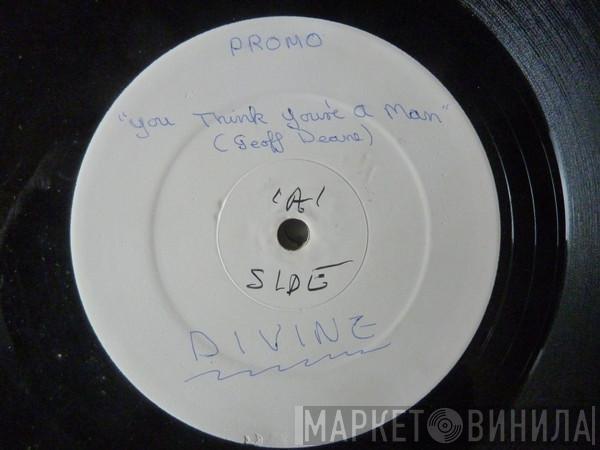 PROMO
"You Think You're a Man"
(Geoff Deane)
'A'
SIDE
DIVINE
МАРКЕТ ВИНИЛА